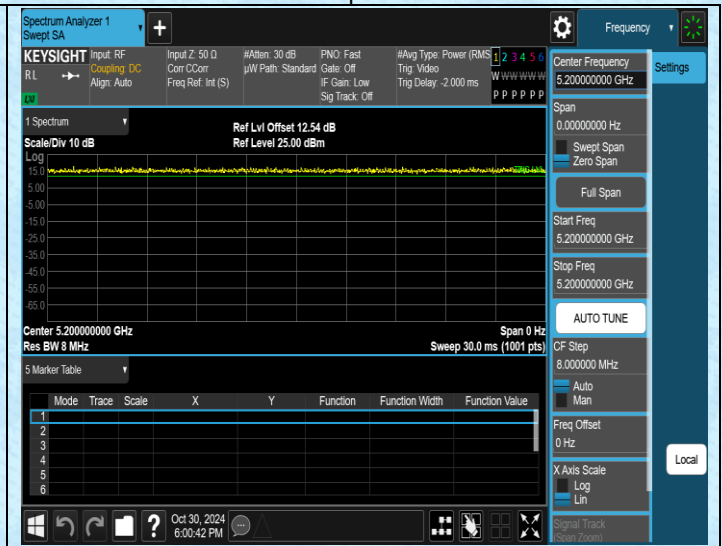 Spectrum Analyzer 1
Swept SA
+
Frequency
KEYSIGHT
RL
Input: RF
Coupling: DC
Align: Auto
Input Z: 50 Ω
Corr CCorr
Freq Ref: Int (S)
#Atten: 30 dB
µW Path: Standard
PNO: Fast
Gate: Off
IF Gain: Low
Sig Track: Off
#Avg Type: Power (RMS
Trig: Video
Trig Delay: -2.000 ms
1 2 3 4 5 6
W W W W W W
P P P P P P
1 Spectrum
Scale/Div 10 dB
Ref Lvl Offset 12.54 dB
Ref Level 25.00 dBm
Log
15.0
5.00
-5.00
-15.0
-25.0
-35.0
-45.0
-55.0
-65.0
Center 5.200000000 GHz
Res BW 8 MHz
Span 0 Hz
Sweep 30.0 ms (1001 pts)
5 Marker Table
Mode Trace Scale X Y Function Function Width Function Value
1
2
3
4
5
6
Oct 30, 2024
6:00:42 PM
Center Frequency
5.200000000 GHz
Span
0.00000000 Hz
Swept Span
Zero Span
Full Span
Start Freq
5.200000000 GHz
Stop Freq
5.200000000 GHz
AUTO TUNE
CF Step
8.000000 MHz
Auto
Man
Freq Offset
0 Hz
X Axis Scale
Log
Lin
Signal Track
(Span Zoom)
Settings
Local